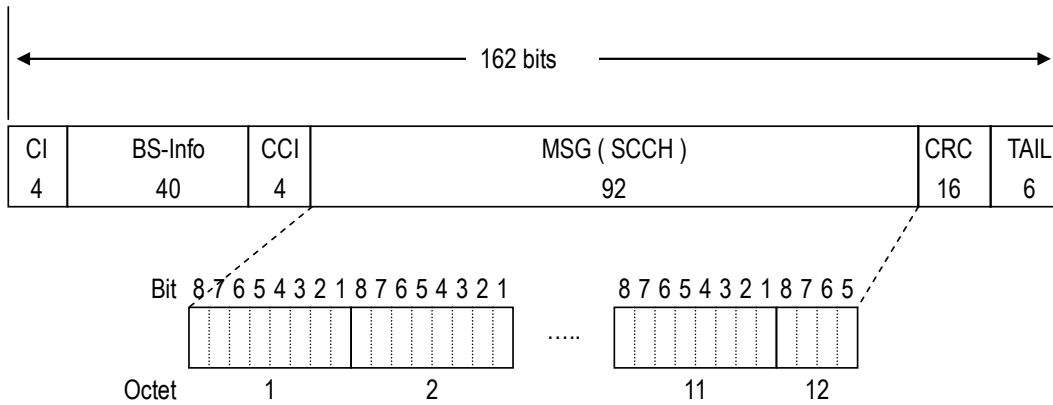 162 bits
CI BS-Info CCI MSG ( SCCH ) CRC TAIL
4 40 4 92 16 6
Bit 8 7 6 5 4 3 2 1 8 7 6 5 4 3 2 1 8 7 6 5 4 3 2 1 8 7 6 5
.....
Octet 1 2 11 12